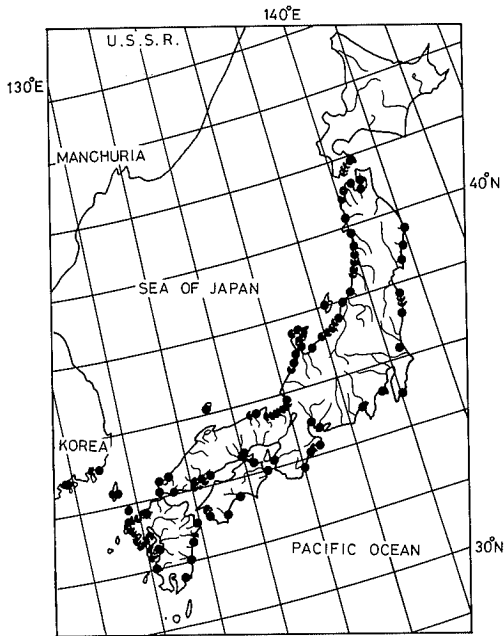 140°E
U.S.S.R.
130°E
MANCHURIA
40°N
SEA OF JAPAN
KOREA
PACIFIC OCEAN
30°N